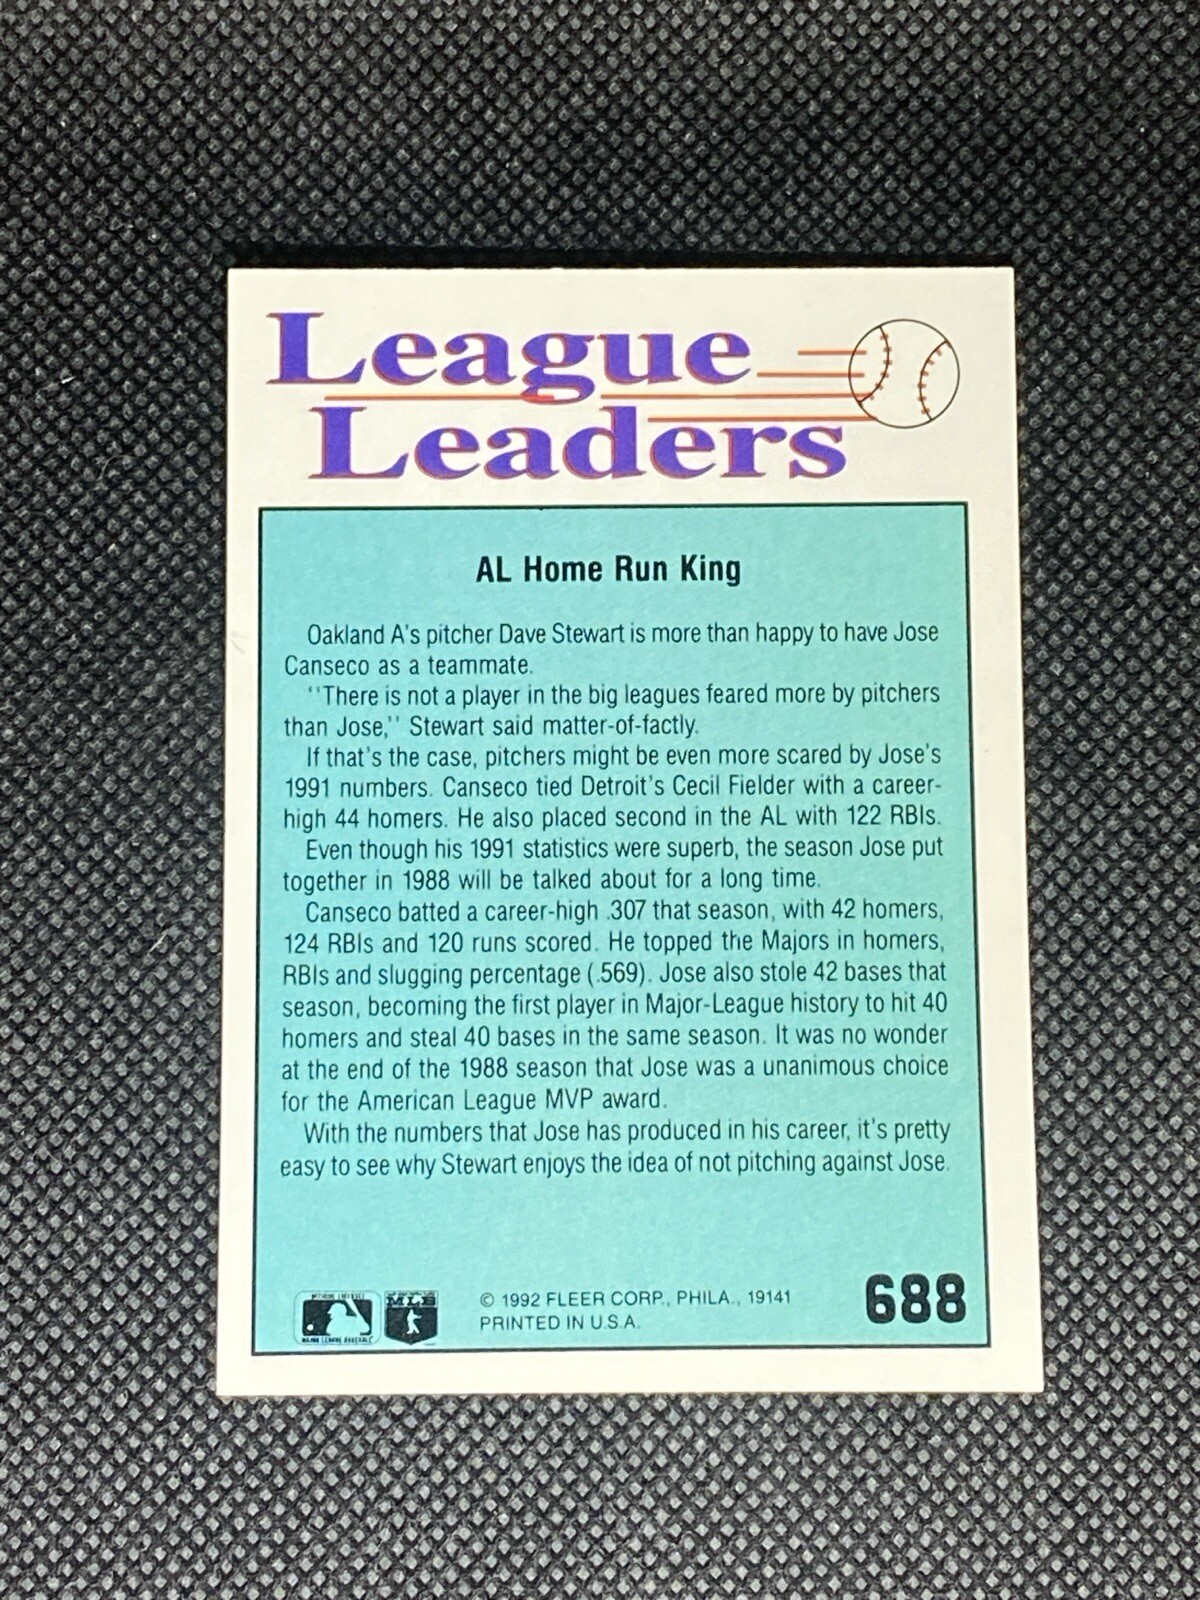 League
Leaders
AL Home Run King
Oakland A's pitcher Dave Stewart is more than happy to have Jose
Canseco as a teammate.
''There is not a player in the big leagues feared more by pitchers
than Jose,'' Stewart said matter-of-factly.
If that's the case, pitchers might be even more scared by Jose's
1991 numbers. Canseco tied Detroit's Cecil Fielder with a career-
high 44 homers. He also placed second in the AL with 122 RBIs.
Even though his 1991 statistics were superb, the season Jose put
together in 1988 will be talked about for a long time.
Canseco batted a career-high .307 that season, with 42 homers,
124 RBIs and 120 runs scored. He topped the Majors in homers,
RBIs and slugging percentage (.569). Jose also stole 42 bases that
season, becoming the first player in Major-League history to hit 40
homers and steal 40 bases in the same season. It was no wonder
at the end of the 1988 season that Jose was a unanimous choice
for the American League MVP award.
With the numbers that Jose has produced in his career, it's pretty
easy to see why Stewart enjoys the idea of not pitching against Jose.
MAJOR LEAGUE BASEBALL
MLB
© 1992 FLEER CORP., PHILA., 19141
PRINTED IN U.S.A.
688